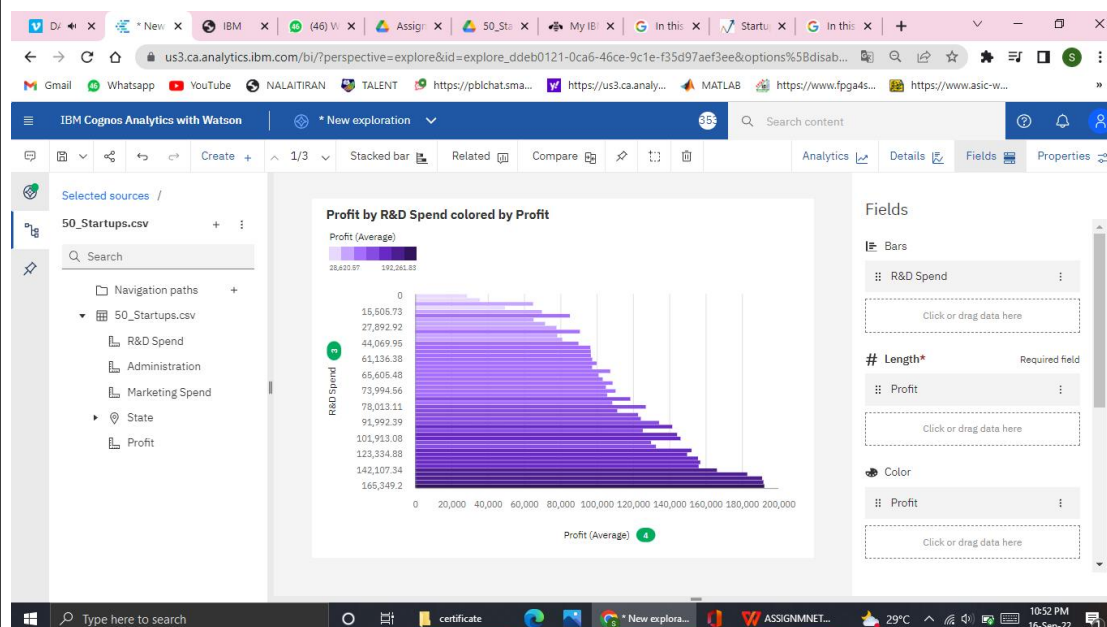 DA
* New
IBM
(46) W
Assign
50_Sta
My IB
In this
Startu
In this
us3.ca.analytics.ibm.com/bi/?perspective=explore&id=explore_ddeb0121-0ca6-46ce-9c1e-f35d97aef3ee&options%5Bdisab...
S
Gmail
Whatsapp
YouTube
NALAITIRAN
TALENT
https://pblchat.sma...
https://us3.ca.analy...
MATLAB
https://www.fpga4s...
https://www.asic-w...
»
IBM Cognos Analytics with Watson
* New exploration
353
Search content
Create +
1/3
Stacked bar
Related
Compare
Analytics
Details
Fields
Properties
Selected sources /
50_Startups.csv
Search
Navigation paths
50_Startups.csv
R&D Spend
Administration
Marketing Spend
State
Profit
Profit by R&D Spend colored by Profit
Profit (Average)
28,620.57 192,261.83
0
15,505.73
27,892.92
44,069.95
61,136.38
65,605.48
73,994.56
78,013.11
91,992.39
101,913.08
123,334.88
142,107.34
165,349.2
R&D Spend
3
0 20,000 40,000 60,000 80,000 100,000 120,000 140,000 160,000 180,000 200,000
Profit (Average) 4
Fields
Bars
R&D Spend
Click or drag data here
# Length* Required field
Profit
Click or drag data here
Color
Profit
Click or drag data here
Type here to search
certificate
* New explora...
ASSIGNMNET...
29°C
10:52 PM
16-Sep-22
1